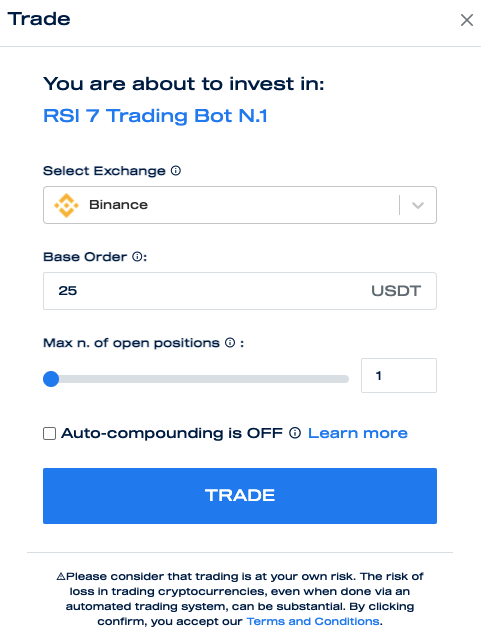 Trade
You are about to invest in:
RSI 7 Trading Bot N.1
Select Exchange
Binance
Base Order :
25 USDT
Max n. of open positions :
1
Auto-compounding is OFF Learn more
TRADE
⚠Please consider that trading is at your own risk. The risk of
loss in trading cryptocurrencies, even when done via an
automated trading system, can be substantial. By clicking
confirm, you accept our Terms and Conditions.